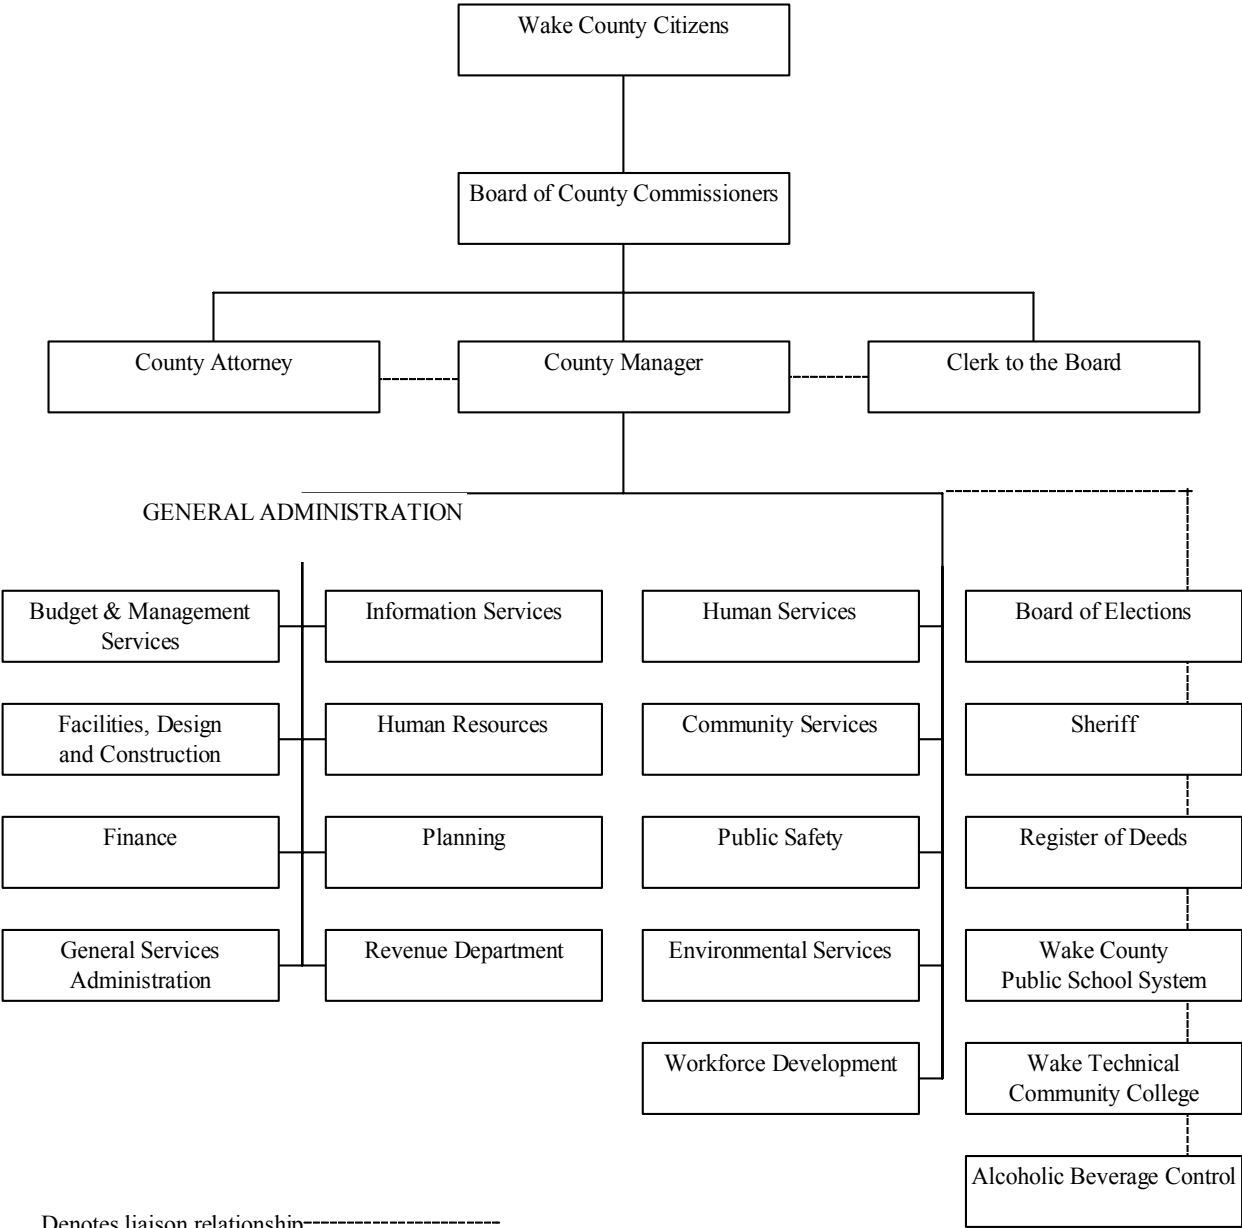 Wake County Citizens
Board of County Commissioners
County Attorney
County Manager
Clerk to the Board
GENERAL ADMINISTRATION
Budget & Management
Services
Information Services
Human Services
Board of Elections
Facilities, Design
and Construction
Human Resources
Community Services
Sheriff
Finance
Planning
Public Safety
Register of Deeds
General Services
Administration
Revenue Department
Environmental Services
Wake County
Public School System
Workforce Development
Wake Technical
Community College
Alcoholic Beverage Control
Denotes liaison relationship